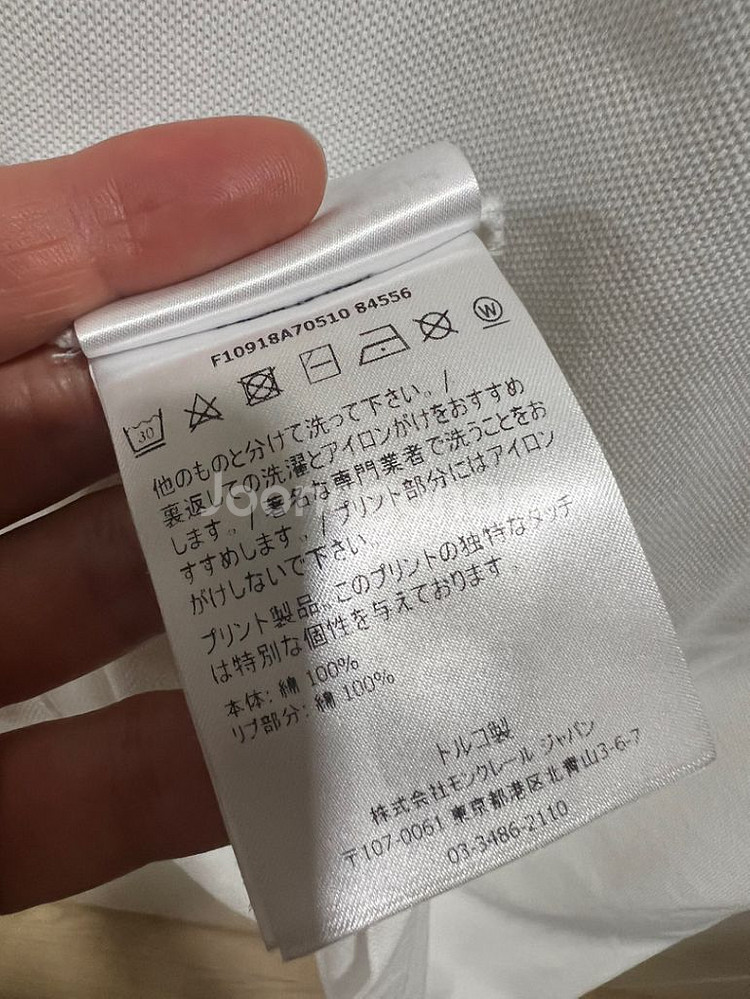 F10918A70510 84556
30
W
他のものと分けて洗って下さい。/
裏返しての洗濯とアイロンがけをおすすめ
します。/著名な専門業者で洗うことをお
すすめします。/プリント部分にはアイロン
がけしないで下さい。
プリント製品。このプリントの独特なタッチ
は特別な個性を与えております。
本体: 綿 100%
リブ部分: 綿 100%
トルコ製
株式会社モンクレール ジャパン
〒107-0061 東京都港区北青山3-6-7
03-3486-2110